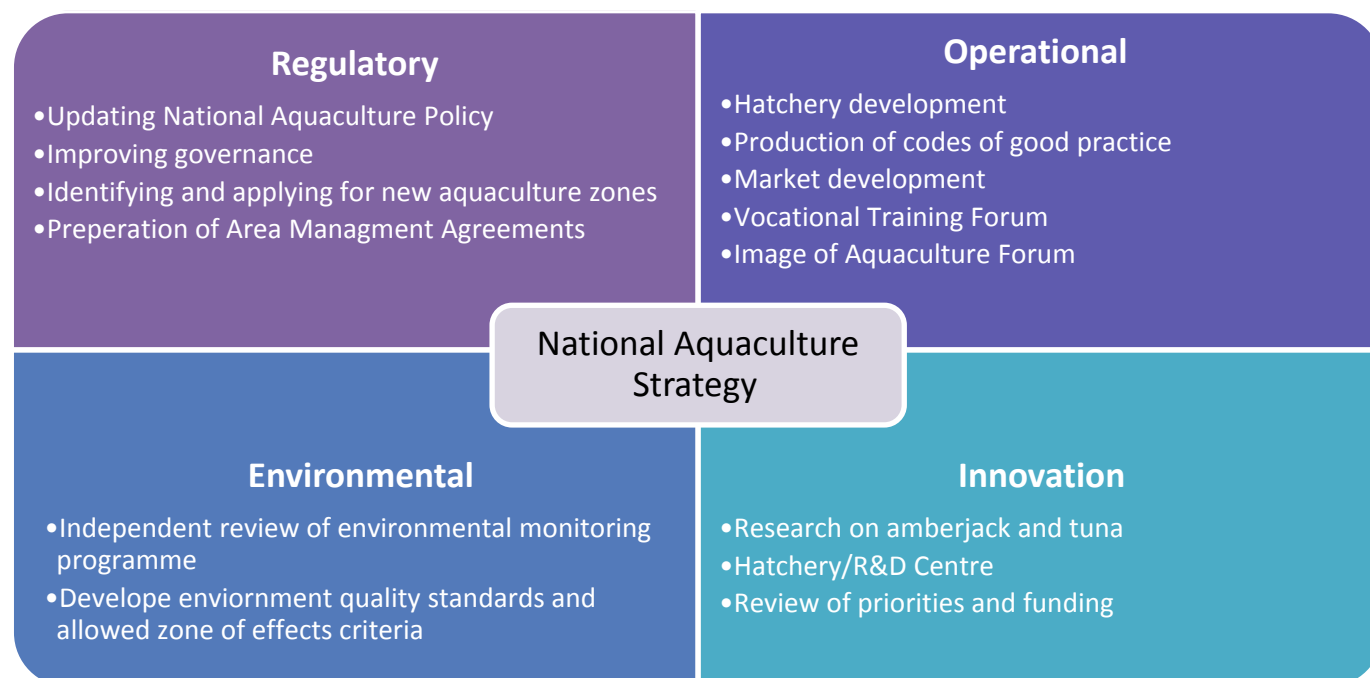 Regulatory
•Updating National Aquaculture Policy
•Improving governance
•Identifying and applying for new aquaculture zones
•Preperation of Area Managment Agreements
Operational
•Hatchery development
•Production of codes of good practice
•Market development
•Vocational Training Forum
•Image of Aquaculture Forum
National Aquaculture
Strategy
Environmental
•Independent review of environmental monitoring
programme
•Develope enviornment quality standards and
allowed zone of effects criteria
Innovation
•Research on amberjack and tuna
•Hatchery/R&D Centre
•Review of priorities and funding